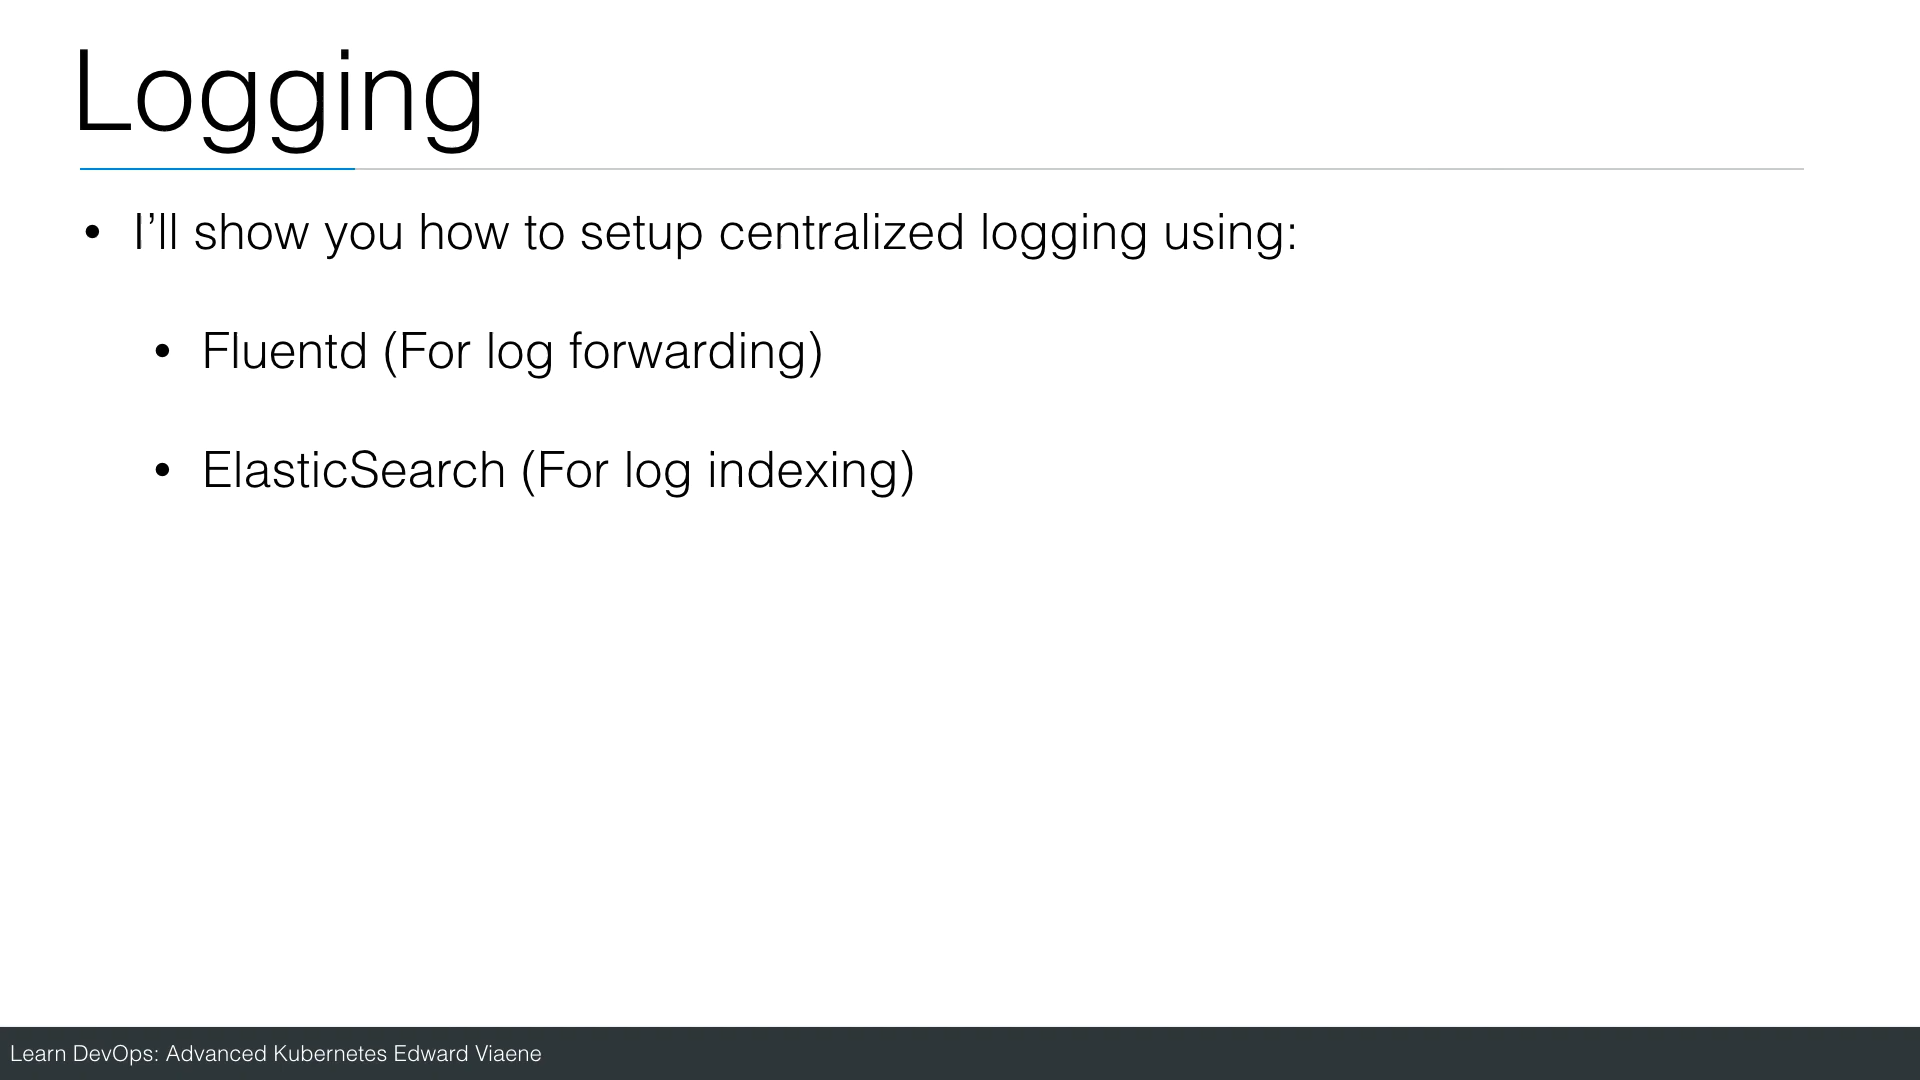 Logging
• I’ll show you how to setup centralized logging using:
• Fluentd (For log forwarding)
• ElasticSearch (For log indexing)
Learn DevOps: Advanced Kubernetes Edward Viaene